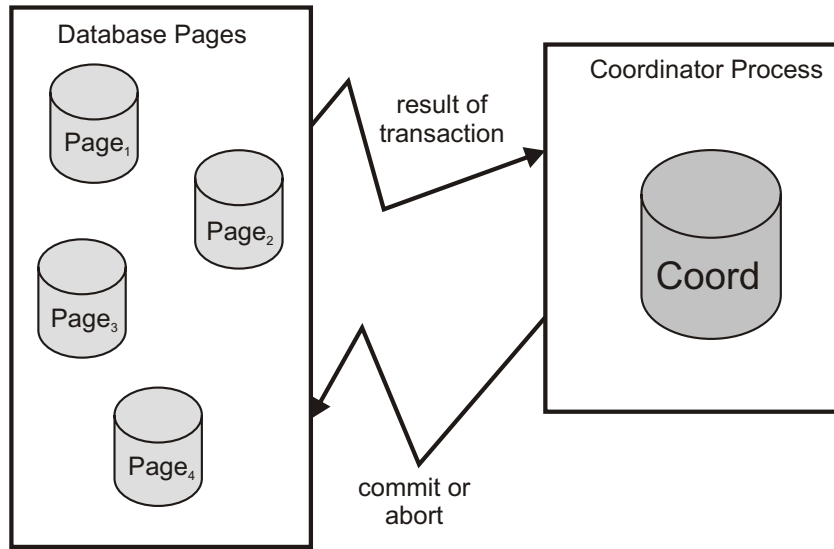 Database Pages
Page₁
Page₂
Page₃
Page₄
result of
transaction
commit or
abort
Coordinator Process
Coord